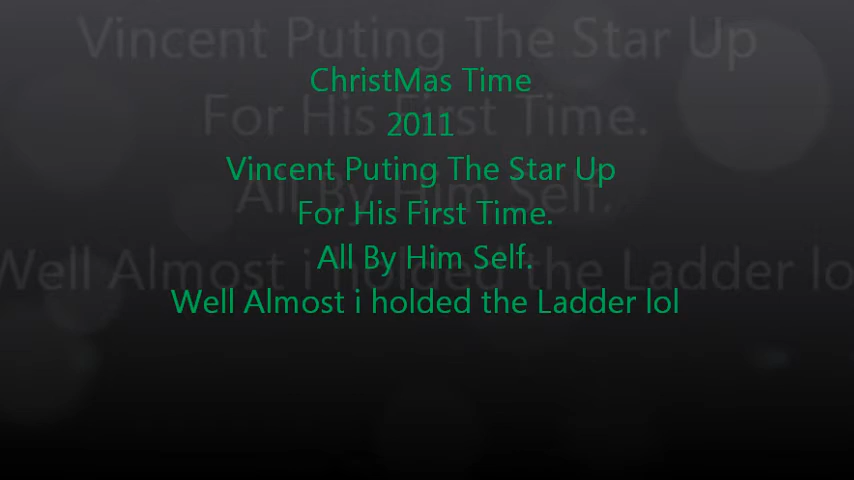 ChristMas Time
2011
Vincent Puting The Star Up
For His First Time.
All By Him Self.
Well Almost i holded the Ladder lol